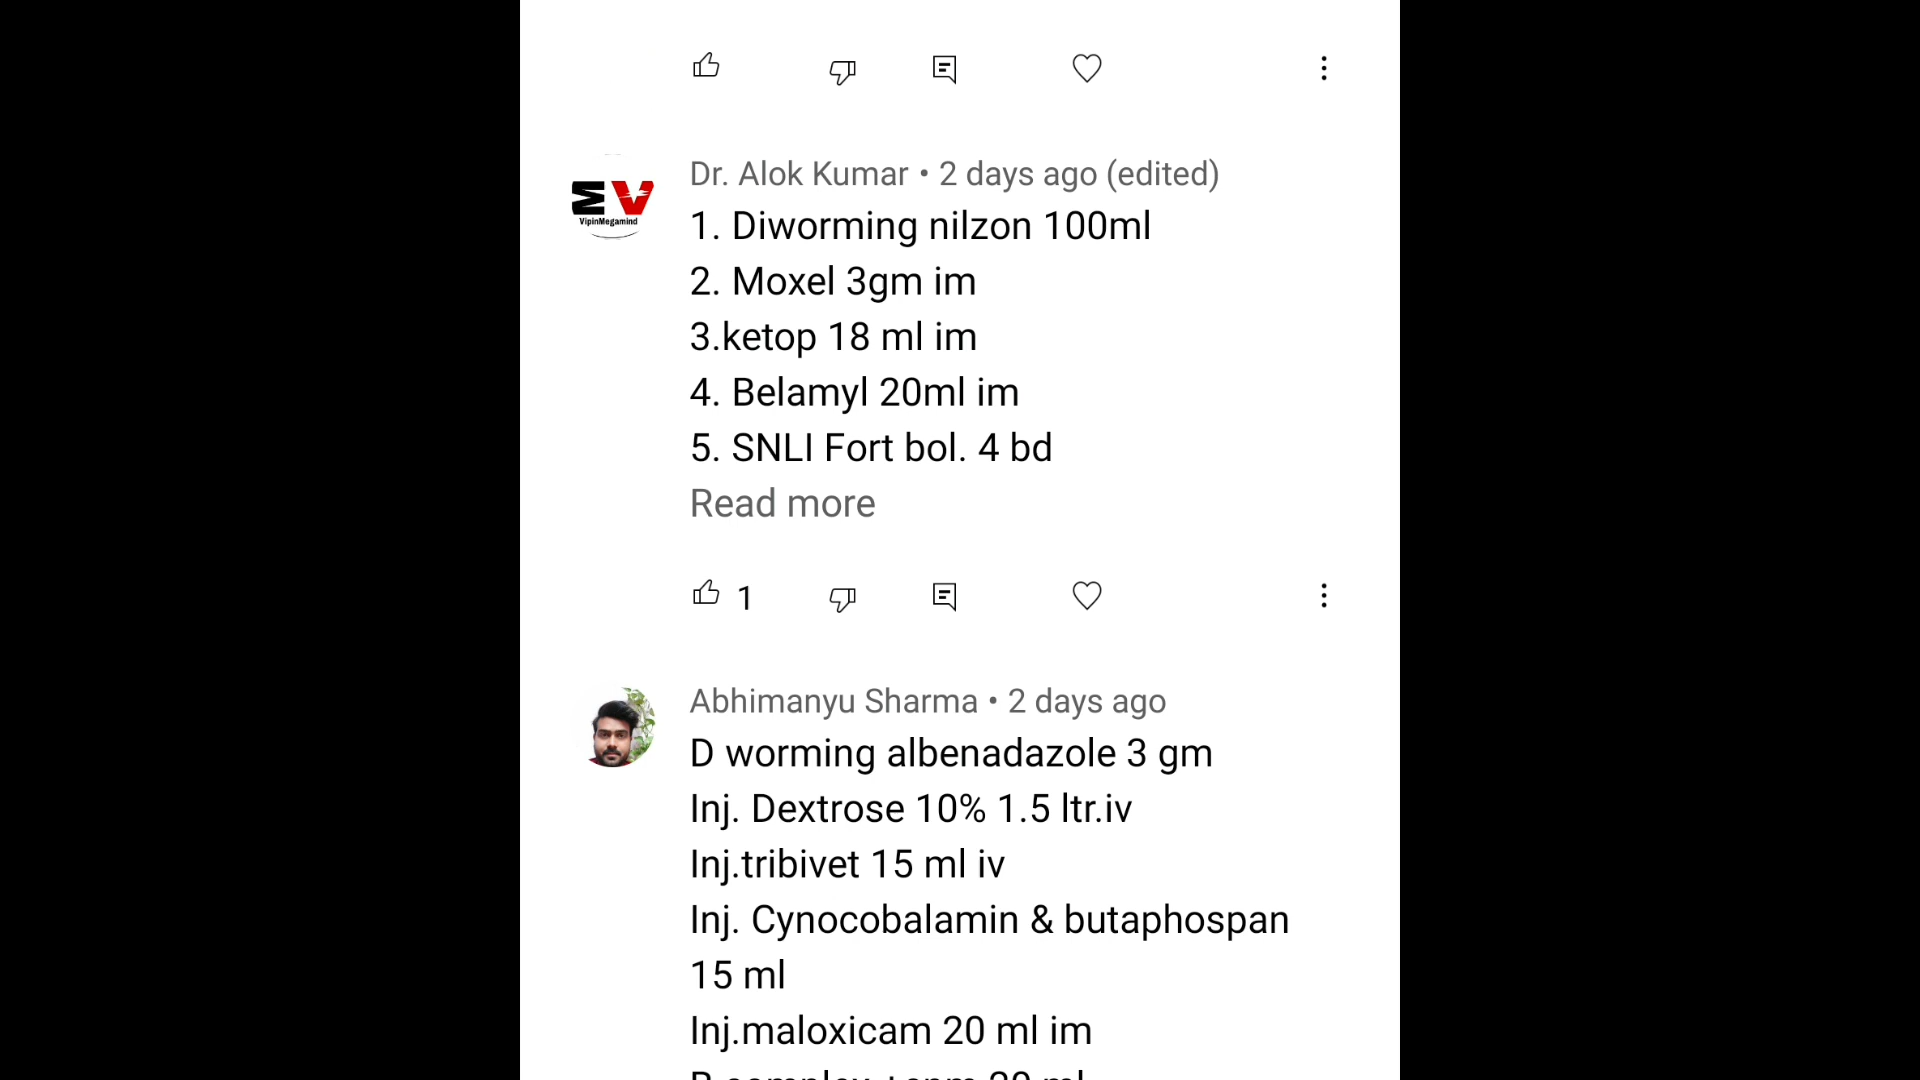 Dr. Alok Kumar • 2 days ago (edited)
VipinMegamind
1. Diworming nilzon 100ml
2. Moxel 3gm im
3.ketop 18 ml im
4. Belamyl 20ml im
5. SNLI Fort bol. 4 bd
Read more
1
Abhimanyu Sharma • 2 days ago
D worming albenadazole 3 gm
Inj. Dextrose 10% 1.5 ltr.iv
Inj.tribivet 15 ml iv
Inj. Cynocobalamin & butaphospan
15 ml
Inj.maloxicam 20 ml im